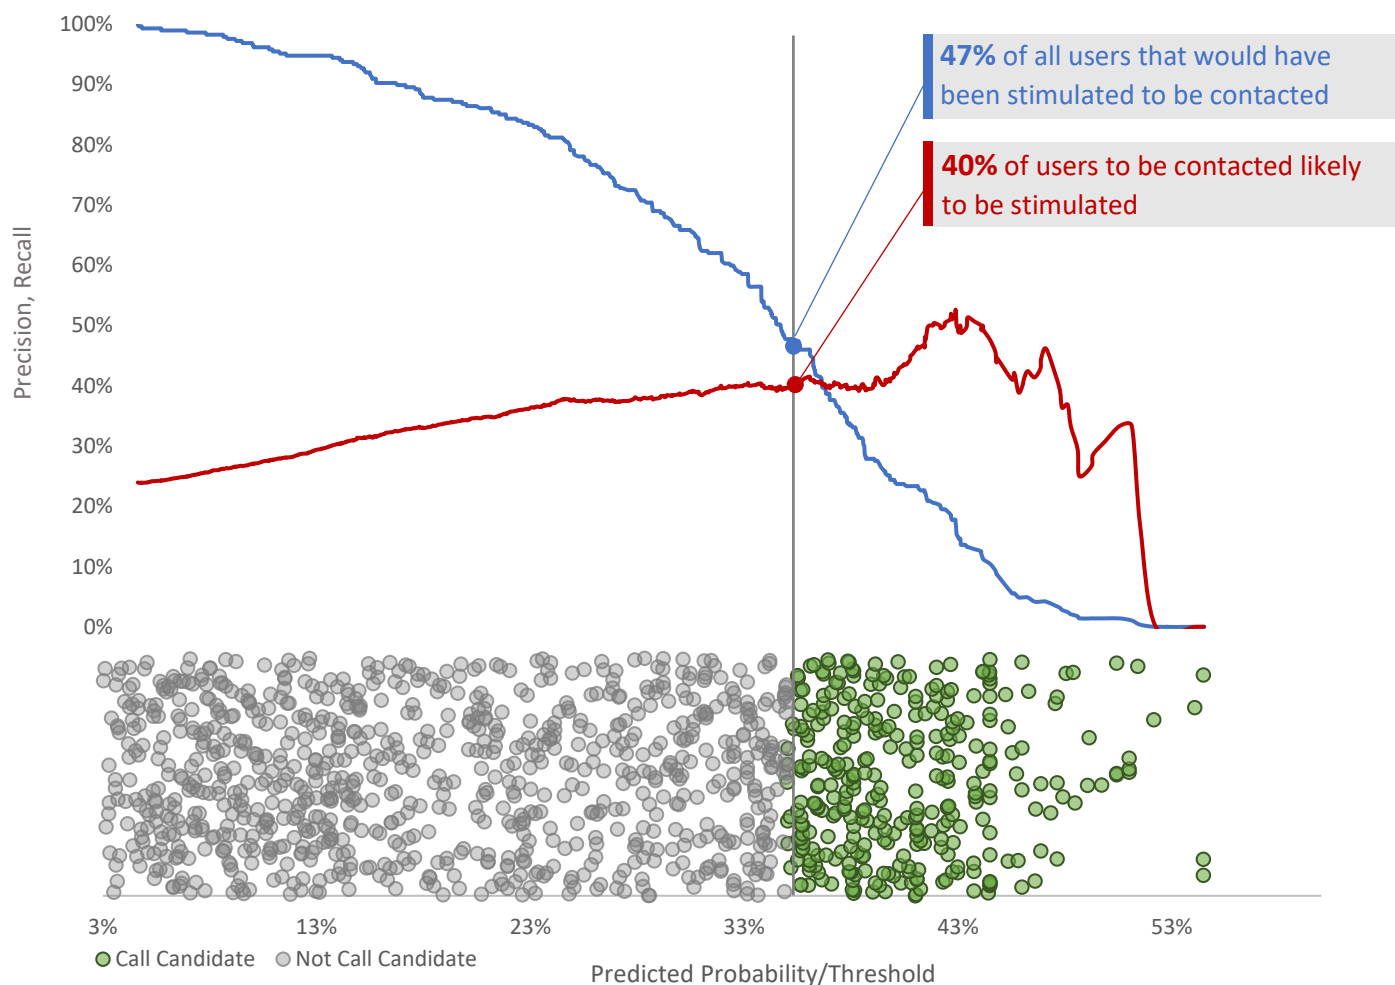 100%
90%
80%
70%
60%
50%
40%
30%
20%
10%
0%
Precision, Recall
47% of all users that would have
been stimulated to be contacted
40% of users to be contacted likely
to be stimulated
3%
13%
23%
33%
43%
53%
Call Candidate
Not Call Candidate
Predicted Probability/Threshold